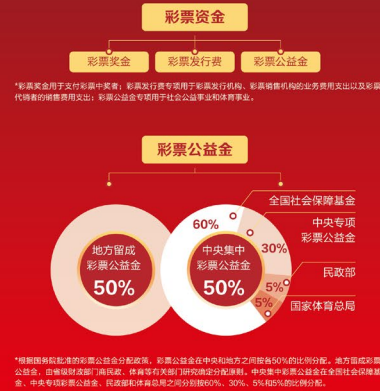 彩票资金
彩票奖金 彩票发行费 彩票公益金
*彩票奖金用于支付彩票中奖者；彩票发行费专项用于彩票发行机构、彩票销售机构的业务费用支出以及彩票
代销者的销售费用支出；彩票公益金专项用于社会公益事业和体育事业。
彩票公益金
全国社会保障基金
60%
中央专项
彩票公益金
30%
地方留成
彩票公益金
50%
中央集中
彩票公益金
50%
民政部
5%
5%
国家体育总局
*根据国务院批准的彩票公益金分配政策，彩票公益金在中央和地方之间按各50%的比例分配。地方留成彩票
公益金，由省级财政部门商民政、体育等有关部门研究确定分配原则。中央集中彩票公益金在全国社会保障基
金、中央专项彩票公益金、民政部和体育总局之间分别按60%、30%、5%和5%的比例分配。